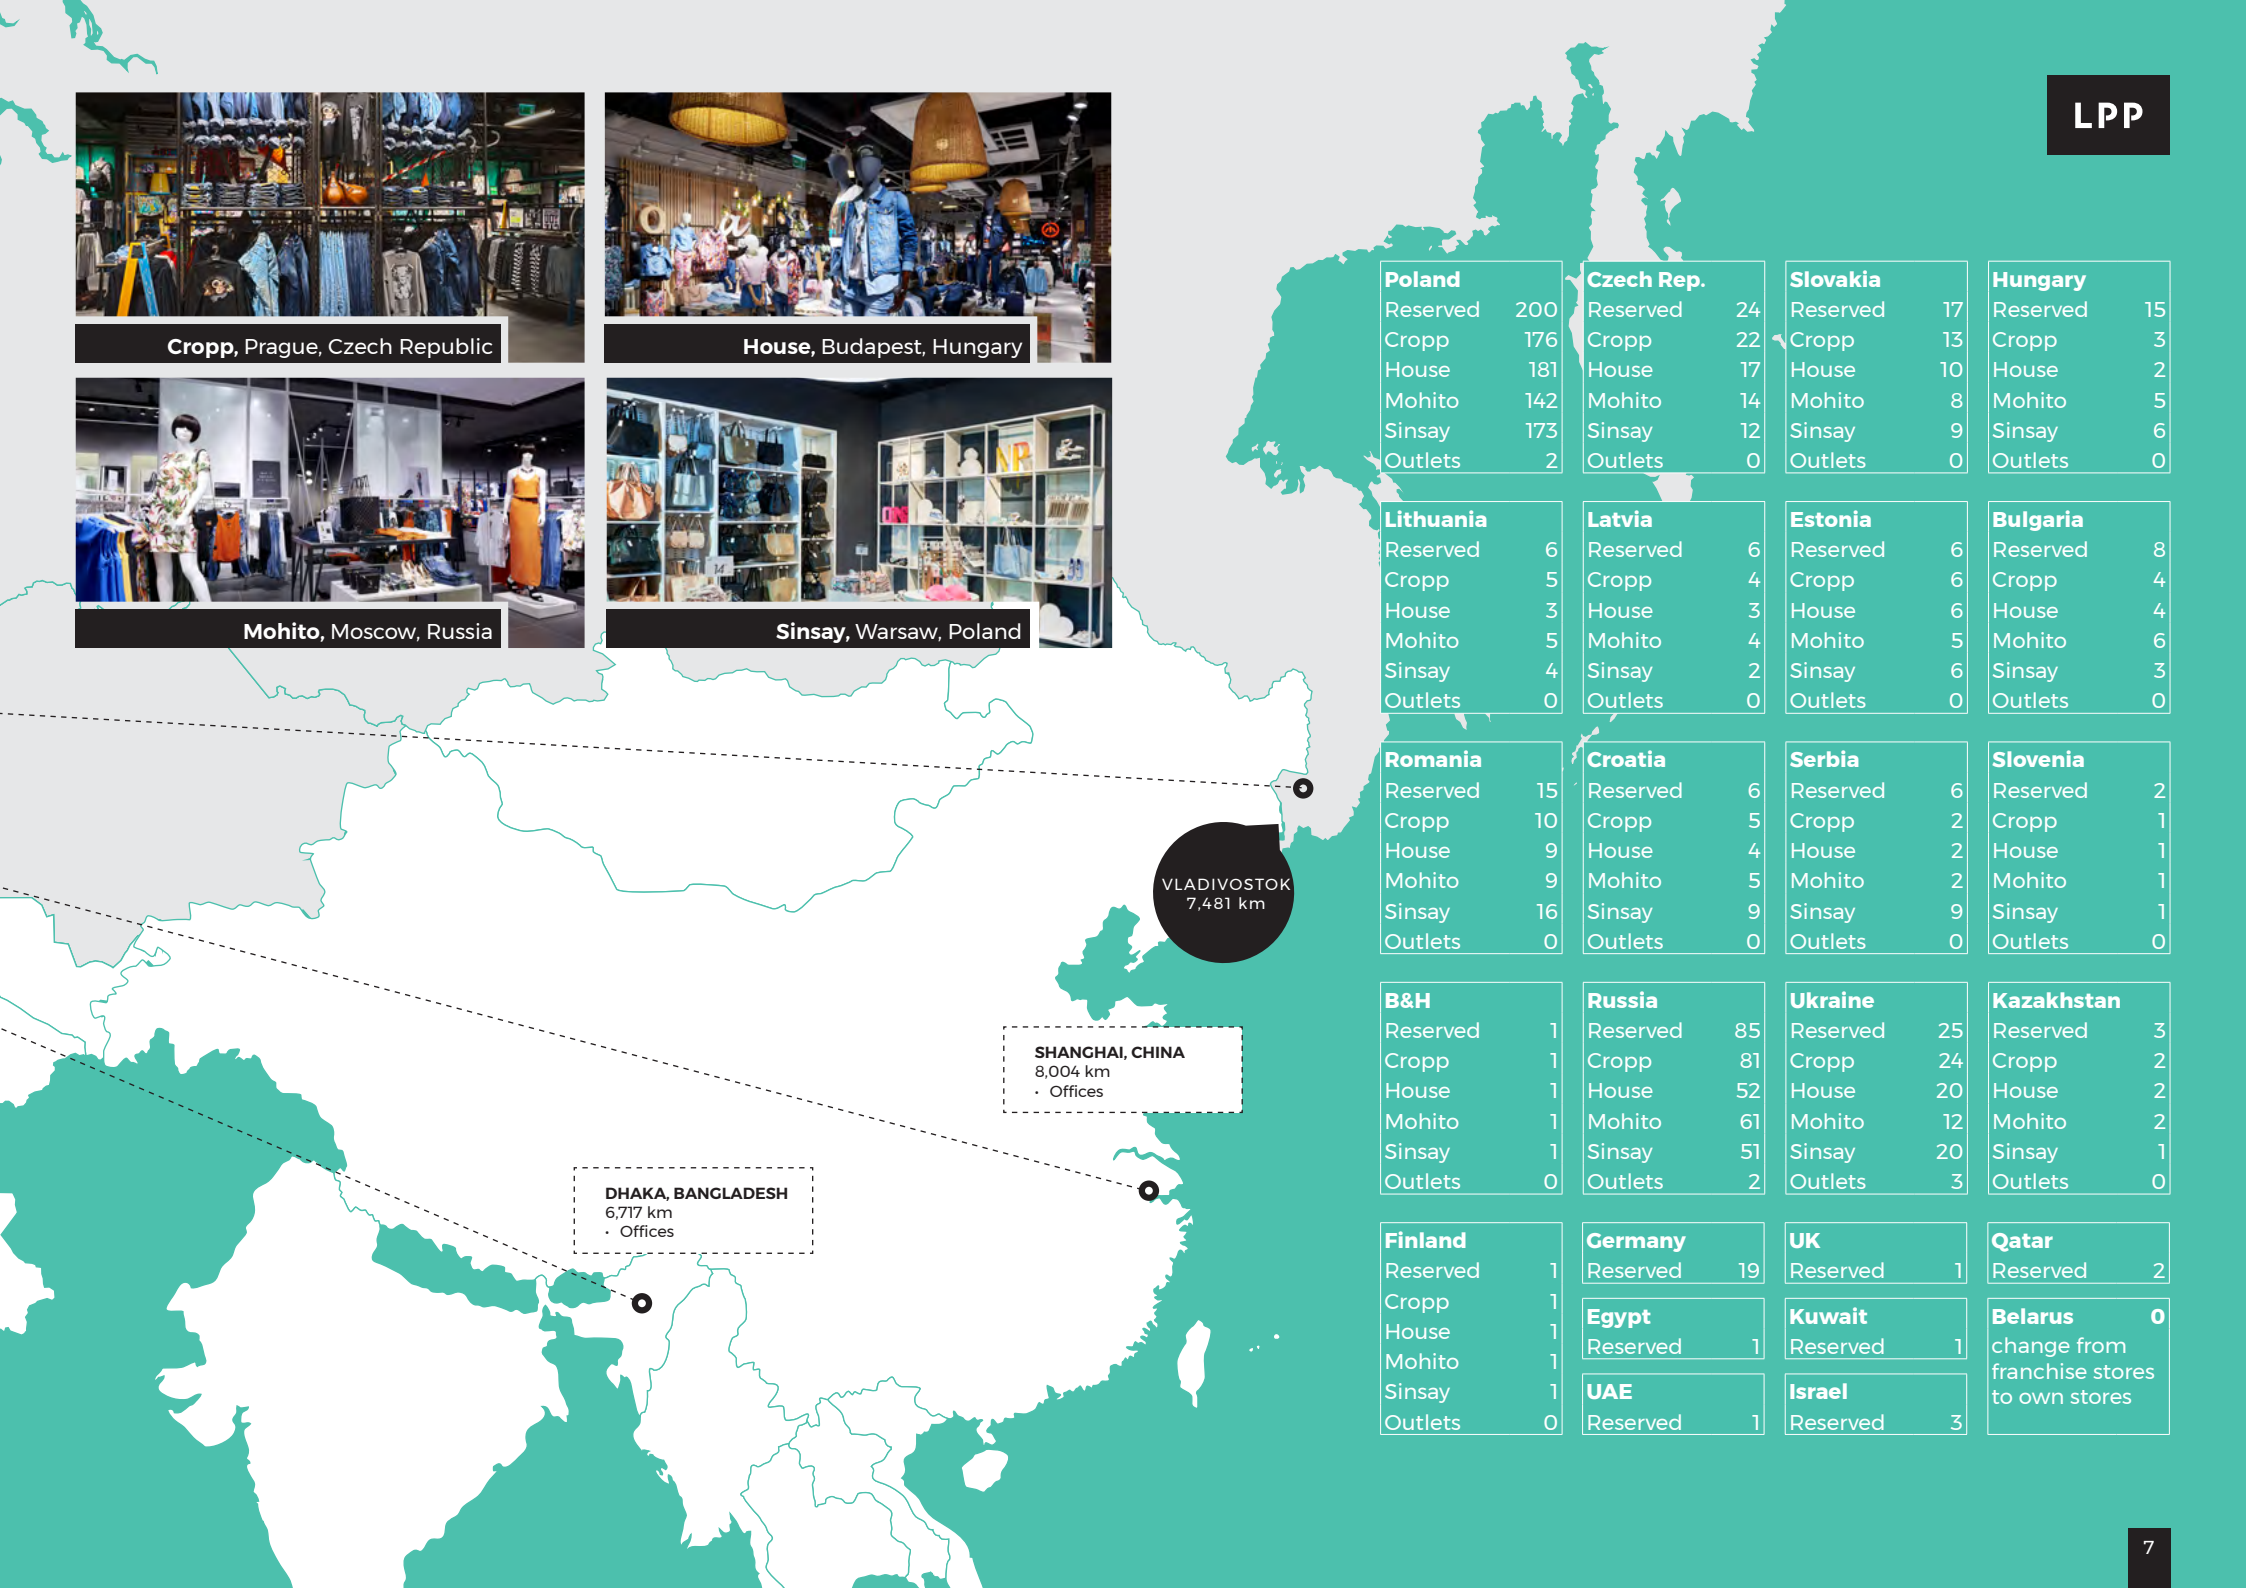 LPP
Cropp, Prague, Czech Republic
House, Budapest, Hungary
Mohito, Moscow, Russia
Sinsay, Warsaw, Poland
VLADIVOSTOK
7,481 km
SHANGHAI, CHINA
8,004 km
• Offices
DHAKA, BANGLADESH
6,717 km
• Offices
Poland
Reserved 200
Cropp 176
House 181
Mohito 142
Sinsay 173
Outlets 2
Czech Rep.
Reserved 24
Cropp 22
House 17
Mohito 14
Sinsay 12
Outlets 0
Slovakia
Reserved 17
Cropp 13
House 10
Mohito 8
Sinsay 9
Outlets 0
Hungary
Reserved 15
Cropp 3
House 2
Mohito 5
Sinsay 6
Outlets 0
Lithuania
Reserved 6
Cropp 5
House 3
Mohito 5
Sinsay 4
Outlets 0
Latvia
Reserved 6
Cropp 4
House 3
Mohito 4
Sinsay 2
Outlets 0
Estonia
Reserved 6
Cropp 6
House 6
Mohito 5
Sinsay 6
Outlets 0
Bulgaria
Reserved 8
Cropp 4
House 4
Mohito 6
Sinsay 3
Outlets 0
Romania
Reserved 15
Cropp 10
House 9
Mohito 9
Sinsay 16
Outlets 0
Croatia
Reserved 6
Cropp 5
House 4
Mohito 5
Sinsay 9
Outlets 0
Serbia
Reserved 6
Cropp 2
House 2
Mohito 2
Sinsay 9
Outlets 0
Slovenia
Reserved 2
Cropp 1
House 1
Mohito 1
Sinsay 1
Outlets 0
B&H
Reserved 1
Cropp 1
House 1
Mohito 1
Sinsay 1
Outlets 0
Russia
Reserved 85
Cropp 81
House 52
Mohito 61
Sinsay 51
Outlets 2
Ukraine
Reserved 25
Cropp 24
House 20
Mohito 12
Sinsay 20
Outlets 3
Kazakhstan
Reserved 3
Cropp 2
House 2
Mohito 2
Sinsay 1
Outlets 0
Finland
Reserved 1
Cropp 1
House 1
Mohito 1
Sinsay 1
Outlets 0
Germany
Reserved 19
UK
Reserved 1
Qatar
Reserved 2
Egypt
Reserved 1
Kuwait
Reserved 1
Belarus 0
change from
franchise stores
to own stores
UAE
Reserved 1
Israel
Reserved 3
7